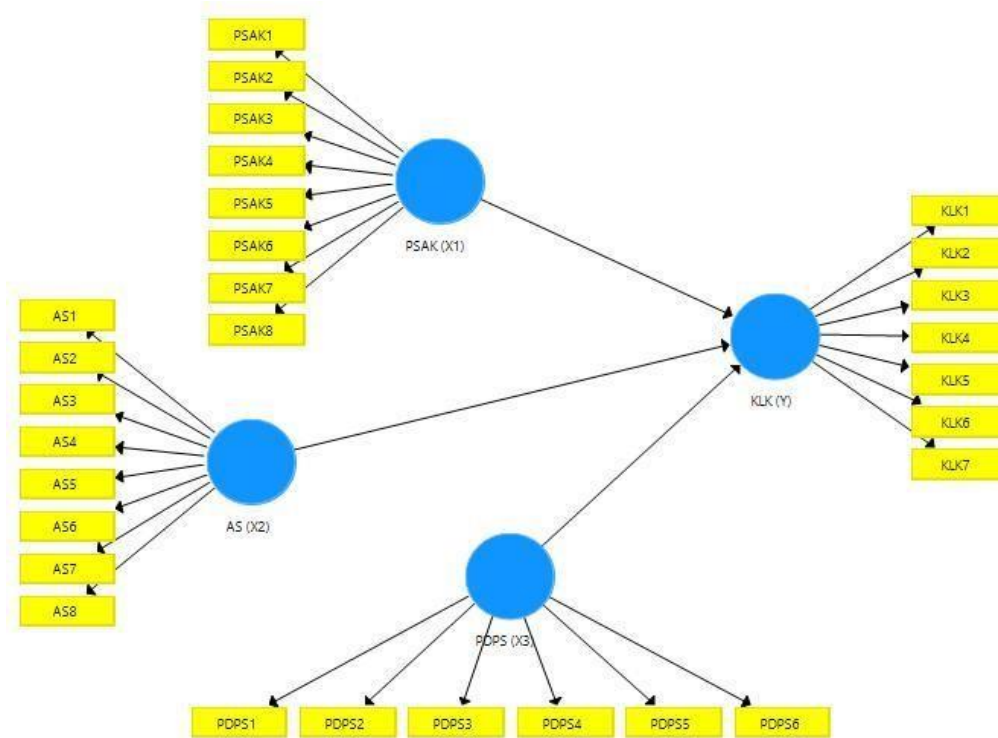 PSAK1
PSAK2
PSAK3
PSAK4
PSAK5
PSAK6
PSAK7
PSAK8
PSAK (X1)
KLK1
KLK2
KLK3
KLK4
KLK5
KLK6
KLK7
KLK (Y)
AS1
AS2
AS3
AS4
AS5
AS6
AS7
AS8
AS (X2)
PDPS (X3)
PDPS1
PDPS2
PDPS3
PDPS4
PDPS5
PDPS6